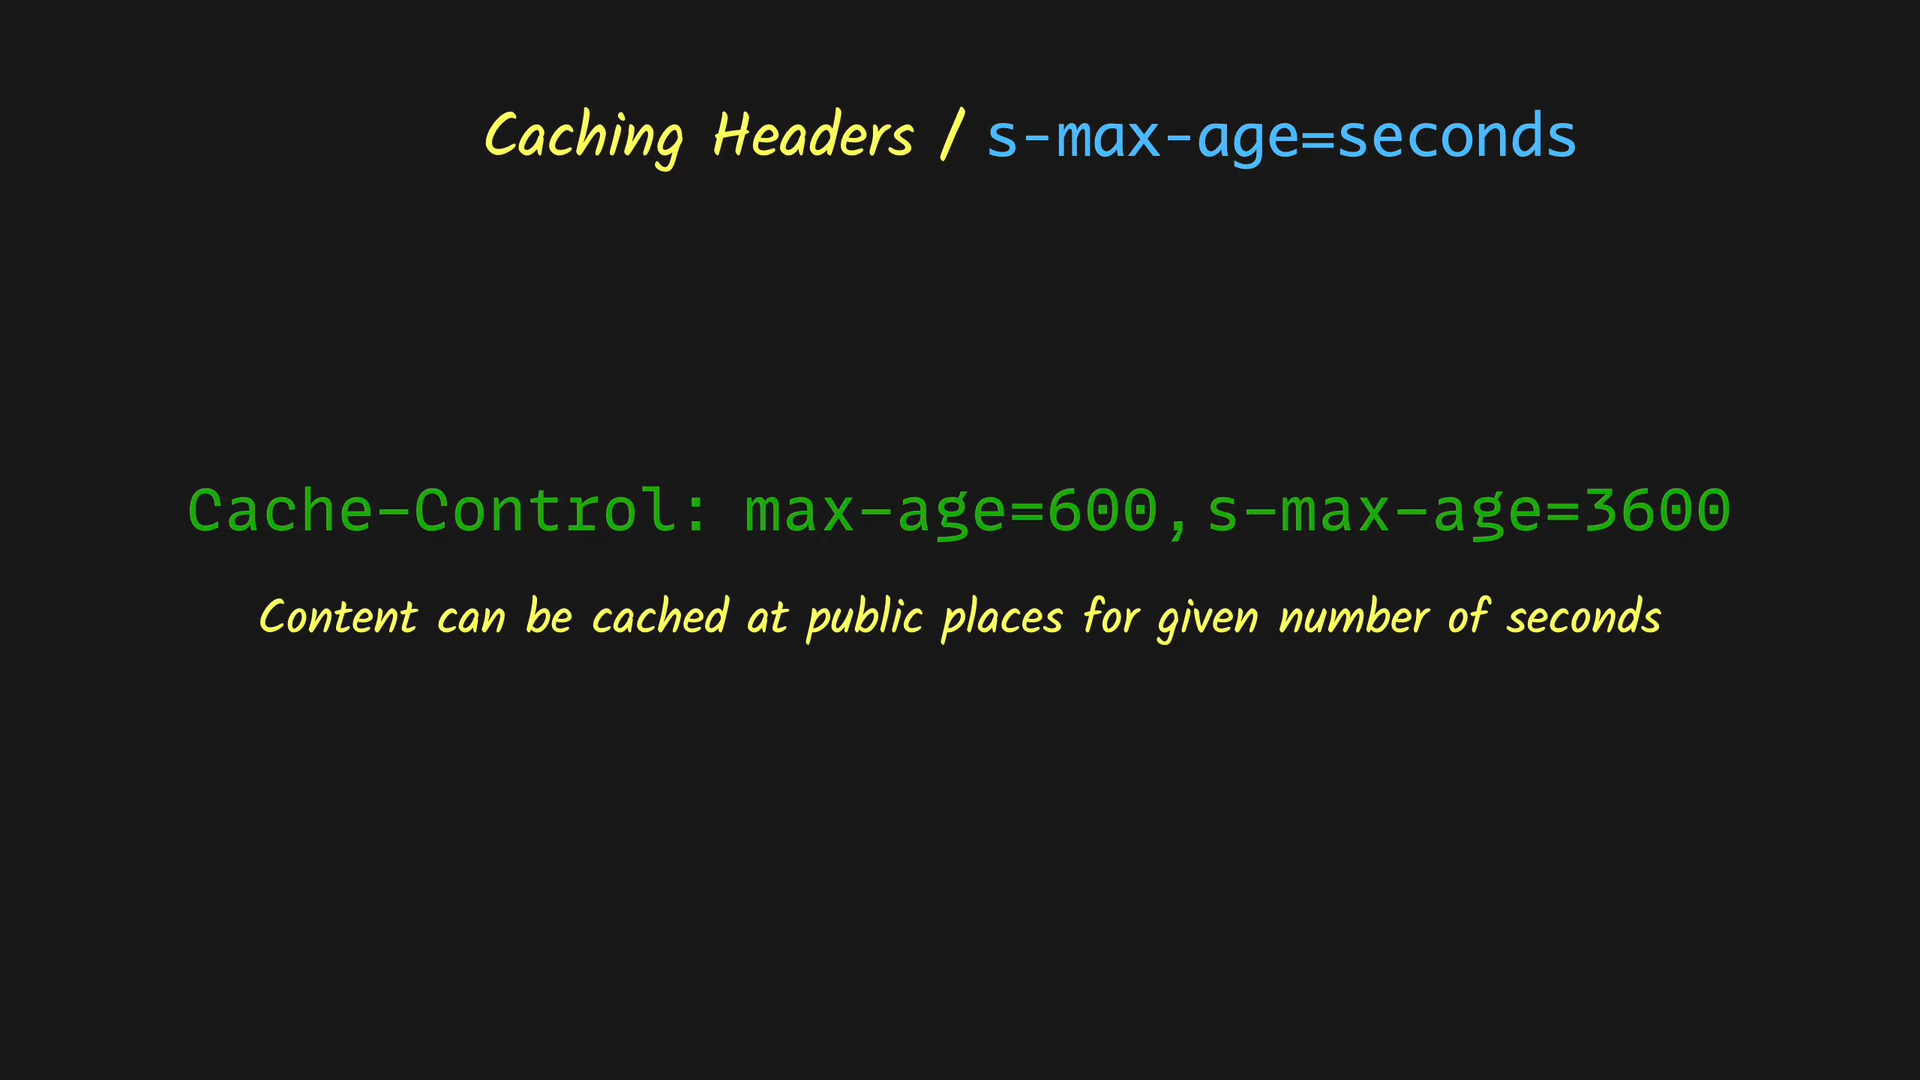 Caching Headers / s-max-age=seconds
Cache-Control: max-age=600,s-max-age=3600
Content can be cached at public places for given number of seconds